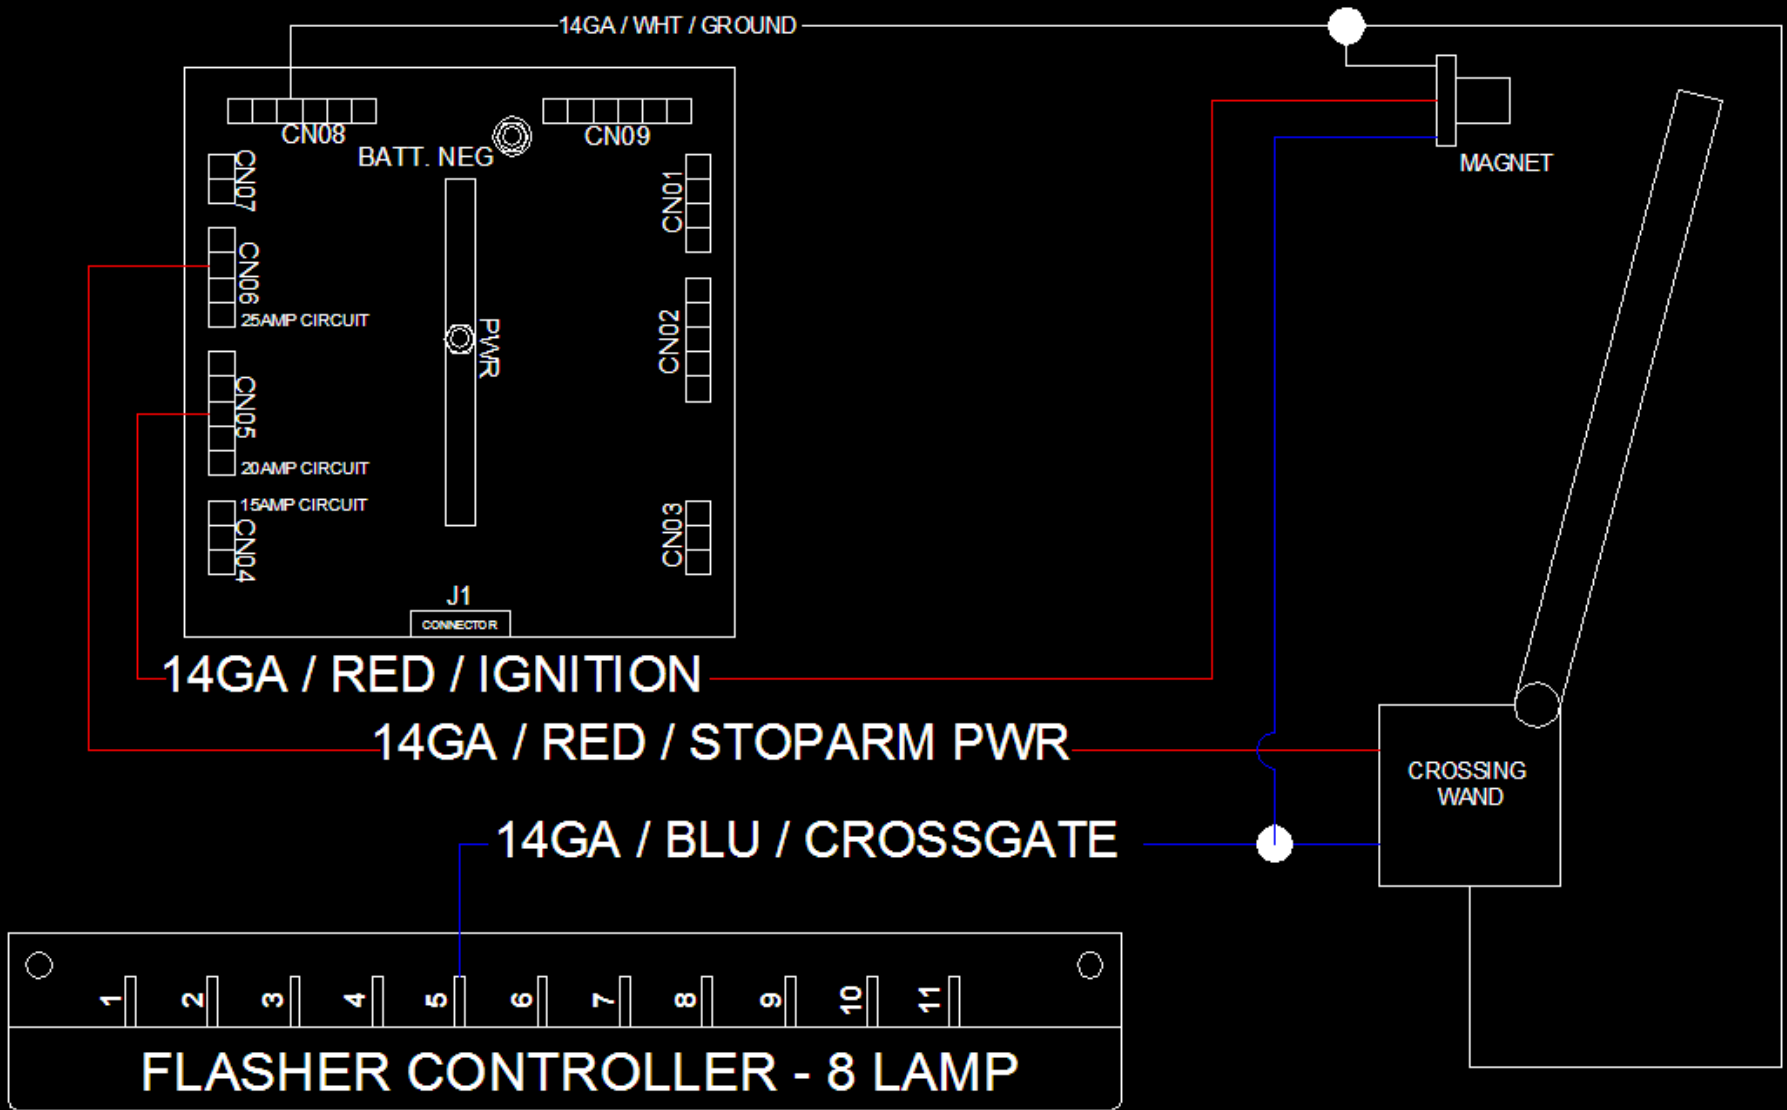 14GA / WHT / GROUND
CN08
BATT. NEG
CN09
MAGNET
CN07
CN01
CN06
25AMP CIRCUIT
PWR
CN02
CN05
20AMP CIRCUIT
15AMP CIRCUIT
CN04
CN03
J1
CONNECTOR
14GA / RED / IGNITION
14GA / RED / STOPARM PWR
CROSSING
WAND
14GA / BLU / CROSSGATE
1 2 3 4 5 6 7 8 9 10 11
FLASHER CONTROLLER - 8 LAMP